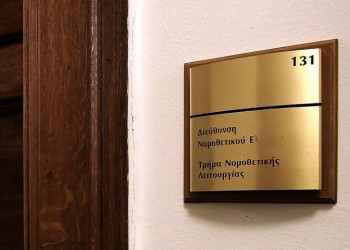 131
Διεύθυνση
Νομοθετικού
Τμήμα Νομοθετικής
Λειτουργίας